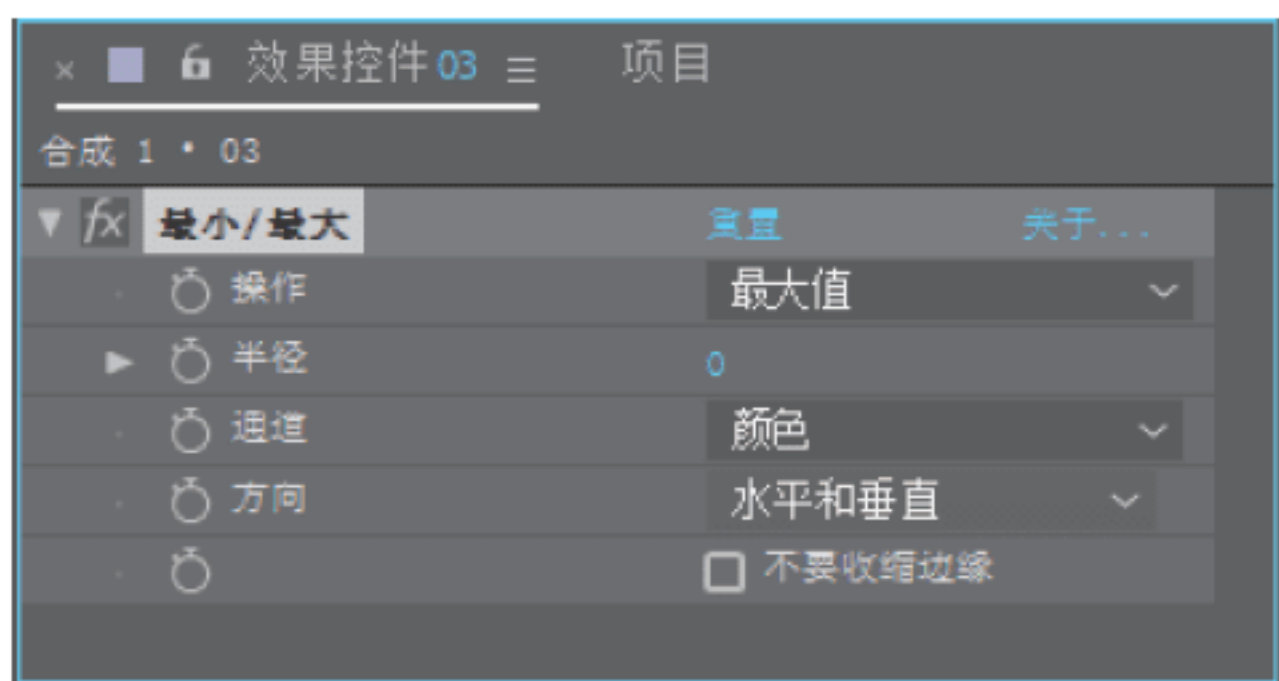 效果控件 03 项目
合成 1 • 03
fx 最小/最大 重置 关于...
操作 最大值
半径 0
通道 颜色
方向 水平和垂直
不要收缩边缘